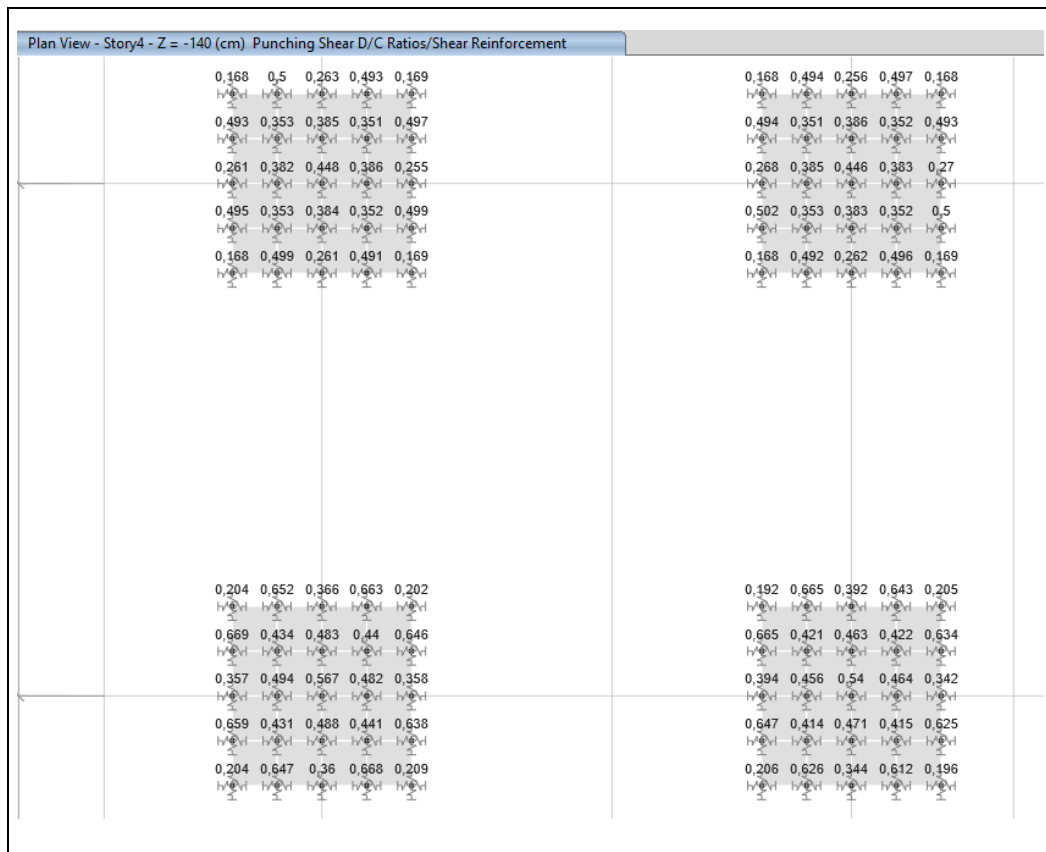 Plan View - Story4 - Z = -140 (cm) Punching Shear D/C Ratios/Shear Reinforcement
0,168 0,5 0,263 0,493 0,169 0,168 0,494 0,256 0,497 0,168
0,493 0,353 0,385 0,351 0,497 0,494 0,351 0,386 0,352 0,493
0,261 0,382 0,448 0,386 0,255 0,268 0,385 0,446 0,383 0,27
0,495 0,353 0,384 0,352 0,499 0,502 0,353 0,383 0,352 0,5
0,168 0,499 0,261 0,491 0,169 0,168 0,492 0,262 0,496 0,169
0,204 0,652 0,366 0,663 0,202 0,192 0,665 0,392 0,643 0,205
0,669 0,434 0,483 0,44 0,646 0,665 0,421 0,463 0,422 0,634
0,357 0,494 0,567 0,482 0,358 0,394 0,456 0,54 0,464 0,342
0,659 0,431 0,488 0,441 0,638 0,647 0,414 0,471 0,415 0,625
0,204 0,647 0,36 0,668 0,209 0,206 0,626 0,344 0,612 0,196